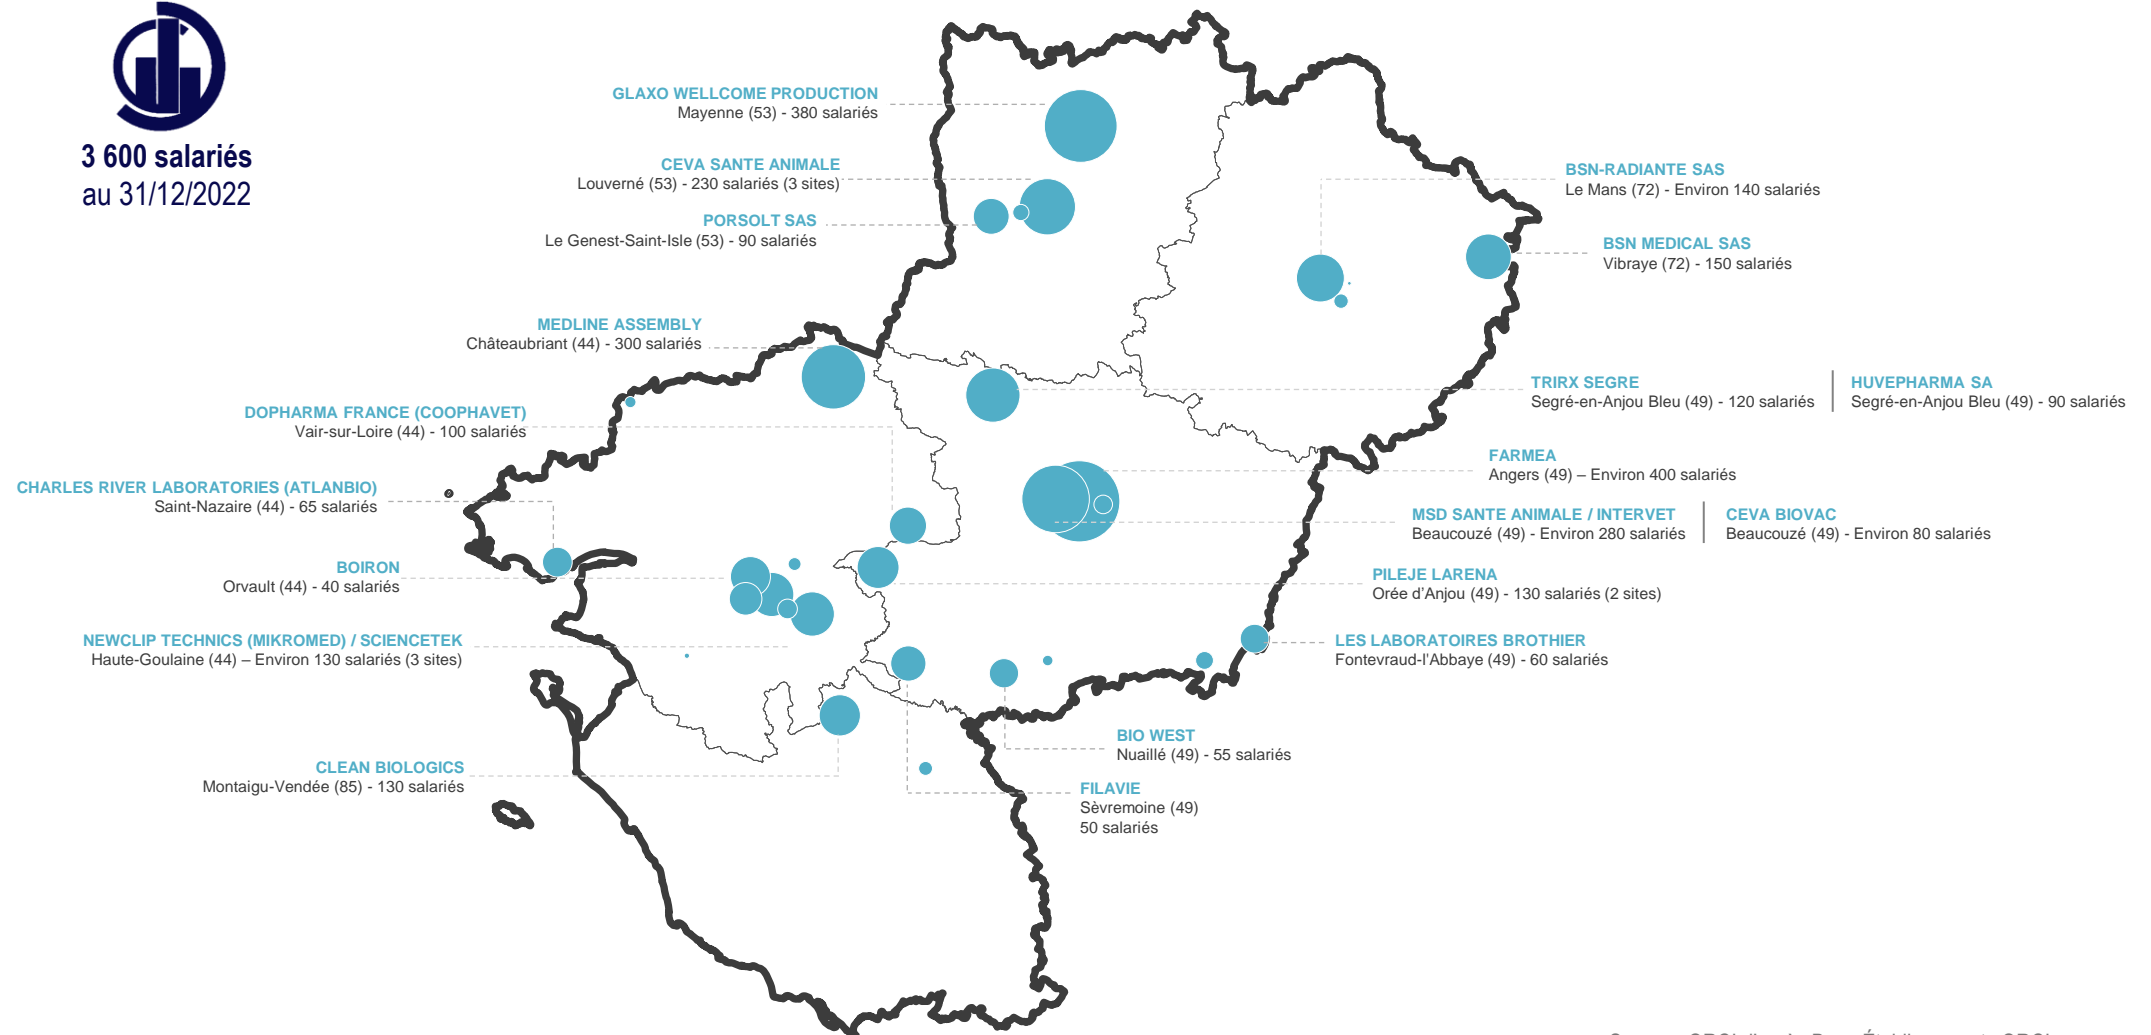 3 600 salariés
au 31/12/2022
GLAXO WELLCOME PRODUCTION
Mayenne (53) - 380 salariés
CEVA SANTE ANIMALE
Louverné (53) - 230 salariés (3 sites)
PORSOLT SAS
Le Genest-Saint-Isle (53) - 90 salariés
MEDLINE ASSEMBLY
Châteaubriant (44) - 300 salariés
DOPHARMA FRANCE (COOPHAVET)
Vair-sur-Loire (44) - 100 salariés
CHARLES RIVER LABORATORIES (ATLANBIO)
Saint-Nazaire (44) - 65 salariés
BOIRON
Orvault (44) - 40 salariés
NEWCLIP TECHNICS (MIKROMED) / SCIENCETEK
Haute-Goulaine (44) – Environ 130 salariés (3 sites)
CLEAN BIOLOGICS
Montaigu-Vendée (85) - 130 salariés
BSN-RADIANTE SAS
Le Mans (72) - Environ 140 salariés
BSN MEDICAL SAS
Vibraye (72) - 150 salariés
TRIRX SEGRE
Segré-en-Anjou Bleu (49) - 120 salariés
HUVEPHARMA SA
Segré-en-Anjou Bleu (49) - 90 salariés
FARMEA
Angers (49) – Environ 400 salariés
MSD SANTE ANIMALE / INTERVET
Beaucouzé (49) - Environ 280 salariés
CEVA BIOVAC
Beaucouzé (49) - Environ 80 salariés
PILEJE LARENA
Orée d'Anjou (49) - 130 salariés (2 sites)
LES LABORATOIRES BROTHIER
Fontevraud-l'Abbaye (49) - 60 salariés
BIO WEST
Nuaillé (49) - 55 salariés
FILAVIE
Sèvremoine (49)
50 salariés